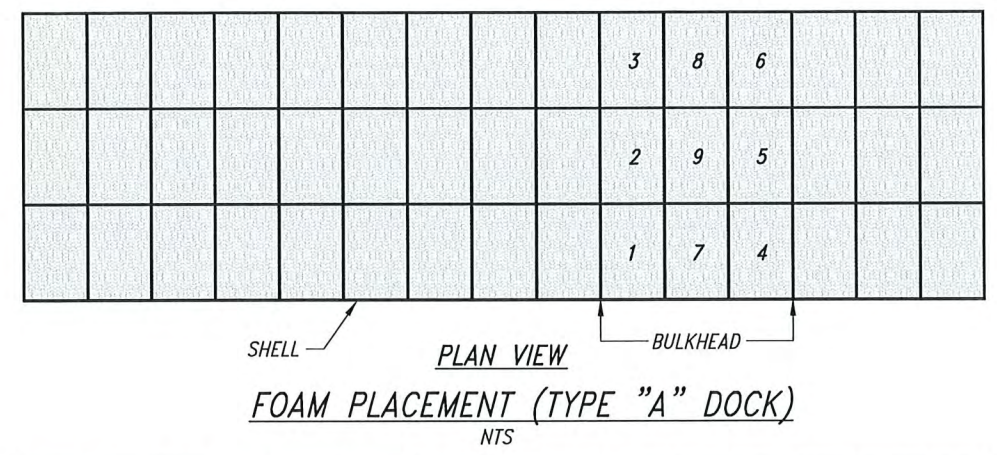 3 8 6
2 9 5
1 7 4
SHELL
BULKHEAD
PLAN VIEW
FOAM PLACEMENT (TYPE "A" DOCK)
NTS